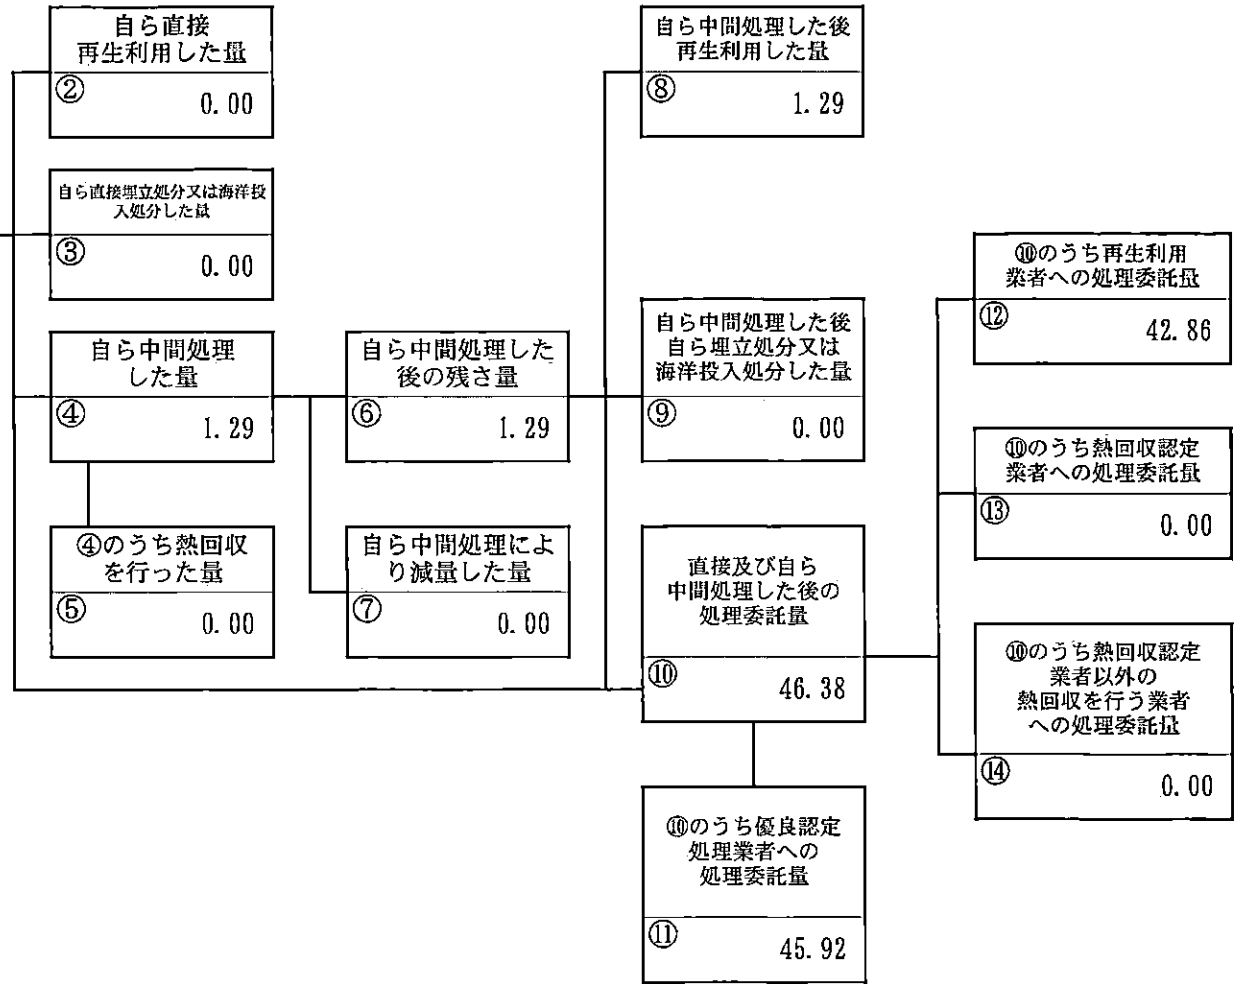 自ら直接
再生利用した量
②
0.00
自ら直接埋立処分又は海洋投
入処分した量
③
0.00
自ら中間処理
した量
④
1.29
④のうち熱回収
を行った量
⑤
0.00
自ら中間処理した
後の残さ量
⑥
1.29
自ら中間処理によ
り減量した量
⑦
0.00
自ら中間処理した後
再生利用した量
⑧
1.29
自ら中間処理した後
自ら埋立処分又は
海洋投入処分した量
⑨
0.00
直接及び自ら
中間処理した後の
処理委託量
⑩
46.38
⑩のうち優良認定
処理業者への
処理委託量
⑪
45.92
⑩のうち再生利用
業者への処理委託量
⑫
42.86
⑩のうち熱回収認定
業者への処理委託量
⑬
0.00
⑩のうち熱回収認定
業者以外の
熱回収を行う業者
への処理委託量
⑭
0.00